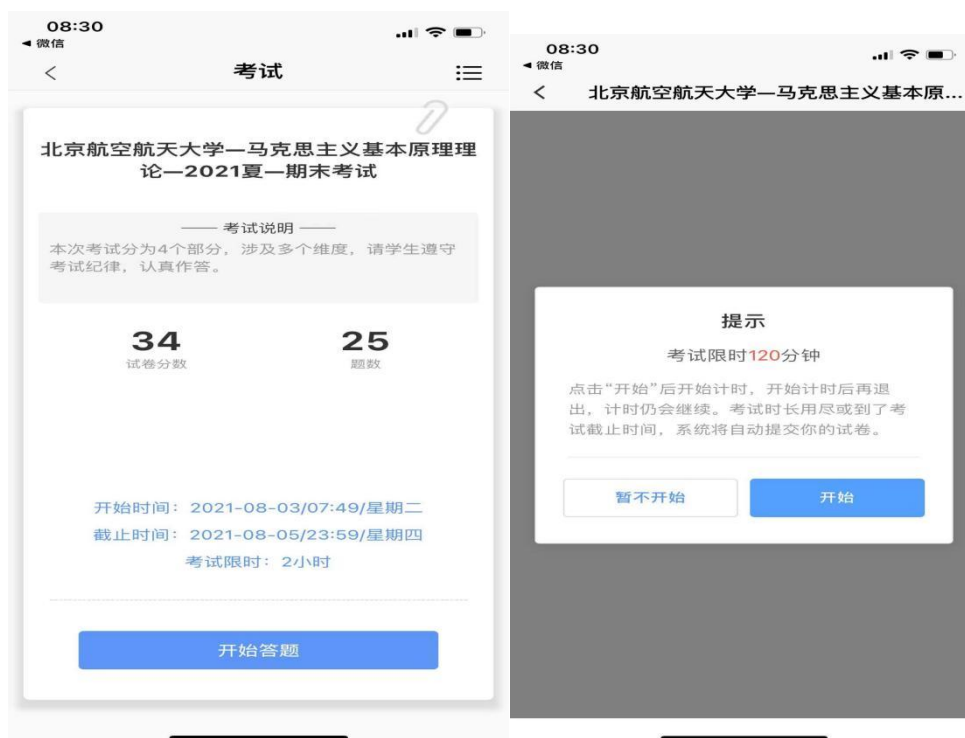 08:30
◀ 微信
考试
北京航空航天大学—马克思主义基本原理理
论—2021夏—期末考试
—— 考试说明 ——
本次考试分为4个部分，涉及多个维度，请学生遵守
考试纪律，认真作答。
34
试卷分数
25
题数
开始时间：2021-08-03/07:49/星期二
截止时间：2021-08-05/23:59/星期四
考试限时：2小时
开始答题
08:30
◀ 微信
北京航空航天大学—马克思主义基本原...
提示
考试限时120分钟
点击“开始”后开始计时，开始计时后再退
出，计时仍会继续。考试时长用尽或到了考
试截止时间，系统将自动提交你的试卷。
暂不开始
开始